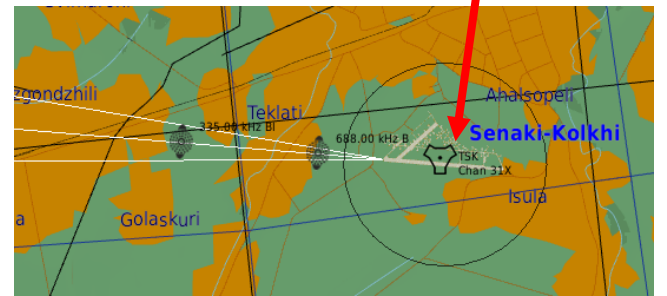 zgondzhili
335.00 kHz BI
Teklati
688.00 kHz B
Ahalsopeli
Senaki-Kolkhi
TSK
Chan 31X
Isula
a
Golaskuri